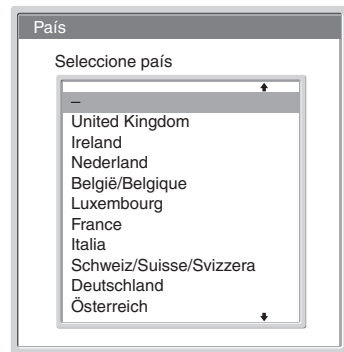 País
Seleccione país
–
United Kingdom
Ireland
Nederland
België/Belgique
Luxembourg
France
Italia
Schweiz/Suisse/Svizzera
Deutschland
Österreich